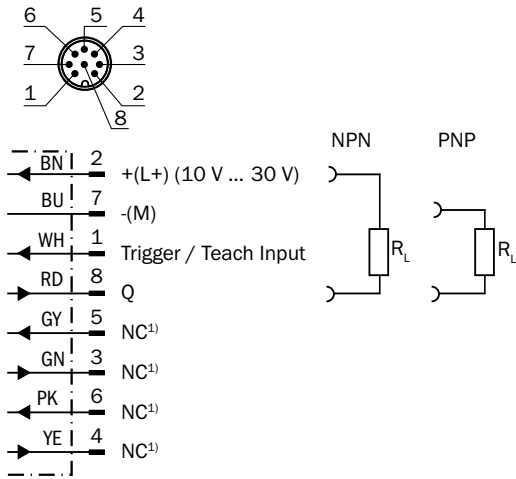 6 5 4
7 3
1 2
8
NPN PNP
BN 2 +(L+) (10 V ... 30 V)
BU 7 -(M)
WH 1 Trigger / Teach Input
RD 8 Q
GY 5 NC¹⁾
GN 3 NC¹⁾
PK 6 NC¹⁾
YE 4 NC¹⁾
R_L R_L